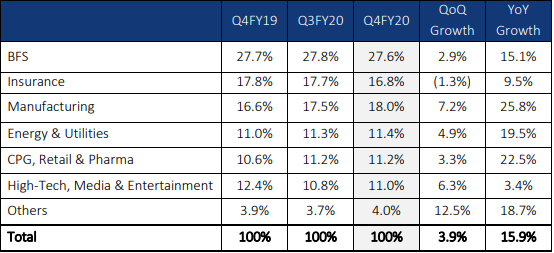 Q4FY19 Q3FY20 Q4FY20 QoQ Growth YoY Growth
BFS 27.7% 27.8% 27.6% 2.9% 15.1%
Insurance 17.8% 17.7% 16.8% (1.3%) 9.5%
Manufacturing 16.6% 17.5% 18.0% 7.2% 25.8%
Energy & Utilities 11.0% 11.3% 11.4% 4.9% 19.5%
CPG, Retail & Pharma 10.6% 11.2% 11.2% 3.3% 22.5%
High-Tech, Media & Entertainment 12.4% 10.8% 11.0% 6.3% 3.4%
Others 3.9% 3.7% 4.0% 12.5% 18.7%
Total 100% 100% 100% 3.9% 15.9%